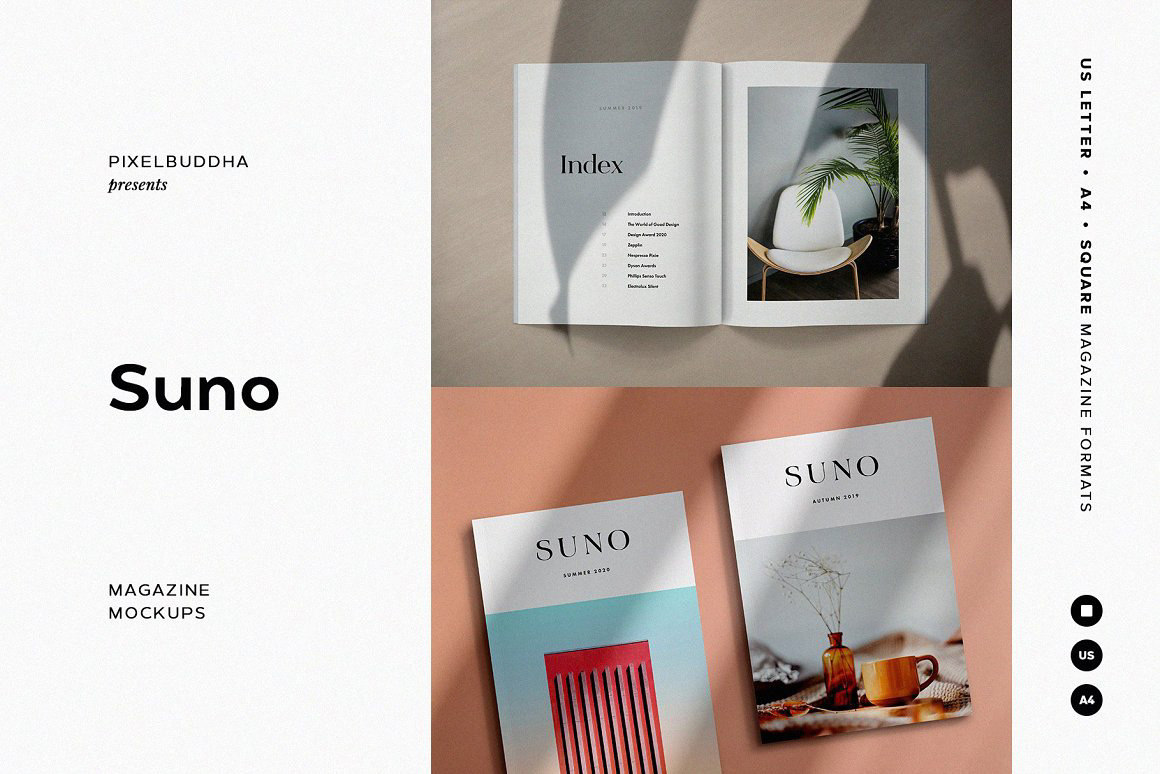 PIXELBUDDHA
presents
Suno
MAGAZINE
MOCKUPS
SUMMER 2019
Index
Introduction
The World of Good Design
Design Award 2020
Zepplin
Nespresso Pixie
Dyson Awards
Phillips Senso Touch
Electrolux Silent
SUNO
SUMMER 2020
SUNO
AUTUMN 2019
US LETTER • A4 • SQUARE MAGAZINE FORMATS
US
A4